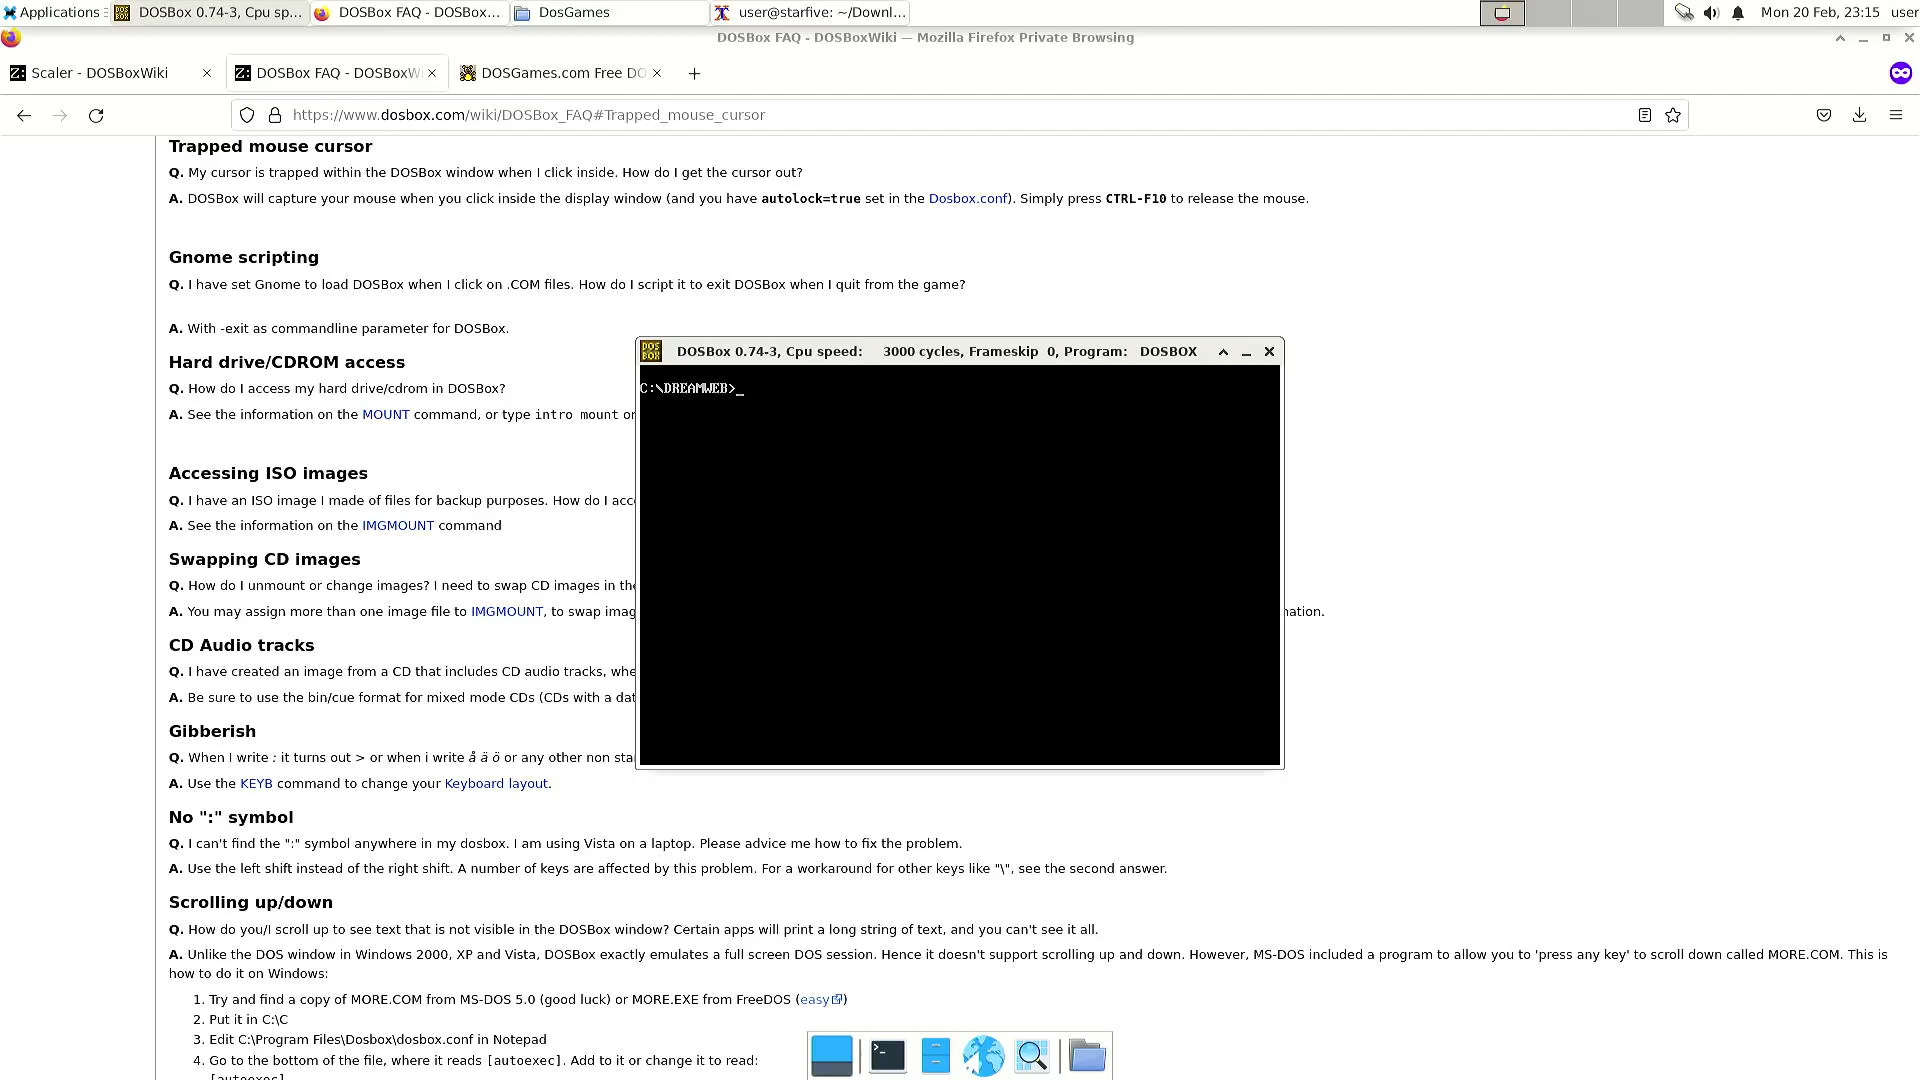 Applications
DOSBox 0.74-3, Cpu sp...
DOSBox FAQ - DOSBox...
DosGames
user@starfive: ~/Downl...
Mon 20 Feb, 23:15
user
DOSBox FAQ - DOSBoxWiki — Mozilla Firefox Private Browsing
Scaler - DOSBoxWiki
DOSBox FAQ - DOSBoxW
DOSGames.com Free DO
https://www.dosbox.com/wiki/DOSBox_FAQ#Trapped_mouse_cursor
Trapped mouse cursor
Q. My cursor is trapped within the DOSBox window when I click inside. How do I get the cursor out?
A. DOSBox will capture your mouse when you click inside the display window (and you have autolock=true set in the Dosbox.conf). Simply press CTRL-F10 to release the mouse.
Gnome scripting
Q. I have set Gnome to load DOSBox when I click on .COM files. How do I script it to exit DOSBox when I quit from the game?
A. With -exit as commandline parameter for DOSBox.
Hard drive/CDROM access
Q. How do I access my hard drive/cdrom in DOSBox?
A. See the information on the MOUNT command, or type intro mount or
DOSBox 0.74-3, Cpu speed: 3000 cycles, Frameskip 0, Program: DOSBOX
C:\DREAMWEB>_
Accessing ISO images
Q. I have an ISO image I made of files for backup purposes. How do I acc
A. See the information on the IMGMOUNT command
Swapping CD images
Q. How do I unmount or change images? I need to swap CD images in the
A. You may assign more than one image file to IMGMOUNT, to swap imag
nation.
CD Audio tracks
Q. I have created an image from a CD that includes CD audio tracks, whe
A. Be sure to use the bin/cue format for mixed mode CDs (CDs with a dat
Gibberish
Q. When I write : it turns out > or when i write å ä ö or any other non sta
A. Use the KEYB command to change your Keyboard layout.
No ":" symbol
Q. I can't find the ":" symbol anywhere in my dosbox. I am using Vista on a laptop. Please advice me how to fix the problem.
A. Use the left shift instead of the right shift. A number of keys are affected by this problem. For a workaround for other keys like "\", see the second answer.
Scrolling up/down
Q. How do you/I scroll up to see text that is not visible in the DOSBox window? Certain apps will print a long string of text, and you can't see it all.
A. Unlike the DOS window in Windows 2000, XP and Vista, DOSBox exactly emulates a full screen DOS session. Hence it doesn't support scrolling up and down. However, MS-DOS included a program to allow you to 'press any key' to scroll down called MORE.COM. This is
how to do it on Windows:
1. Try and find a copy of MORE.COM from MS-DOS 5.0 (good luck) or MORE.EXE from FreeDOS (easy)
2. Put it in C:\C
3. Edit C:\Program Files\Dosbox\dosbox.conf in Notepad
4. Go to the bottom of the file, where it reads [autoexec]. Add to it or change it to read:
[autoexec]